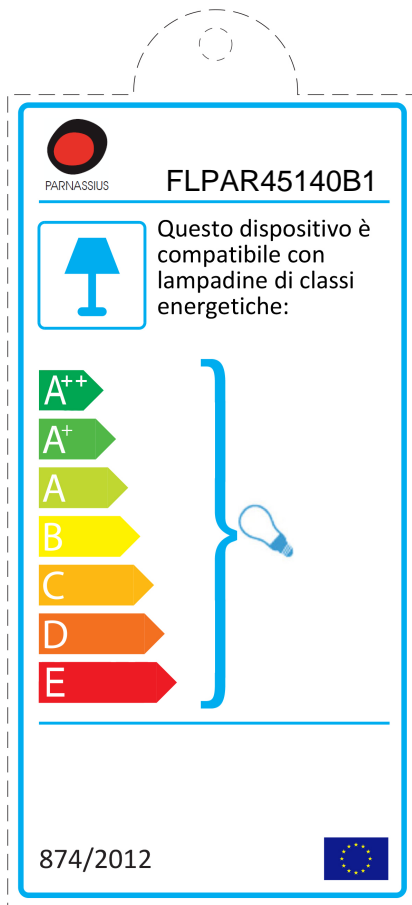 PARNASSIUS
FLPAR45140B1
Questo dispositivo è
compatibile con
lampadine di classi
energetiche:
A++
A+
A
B
C
D
E
874/2012